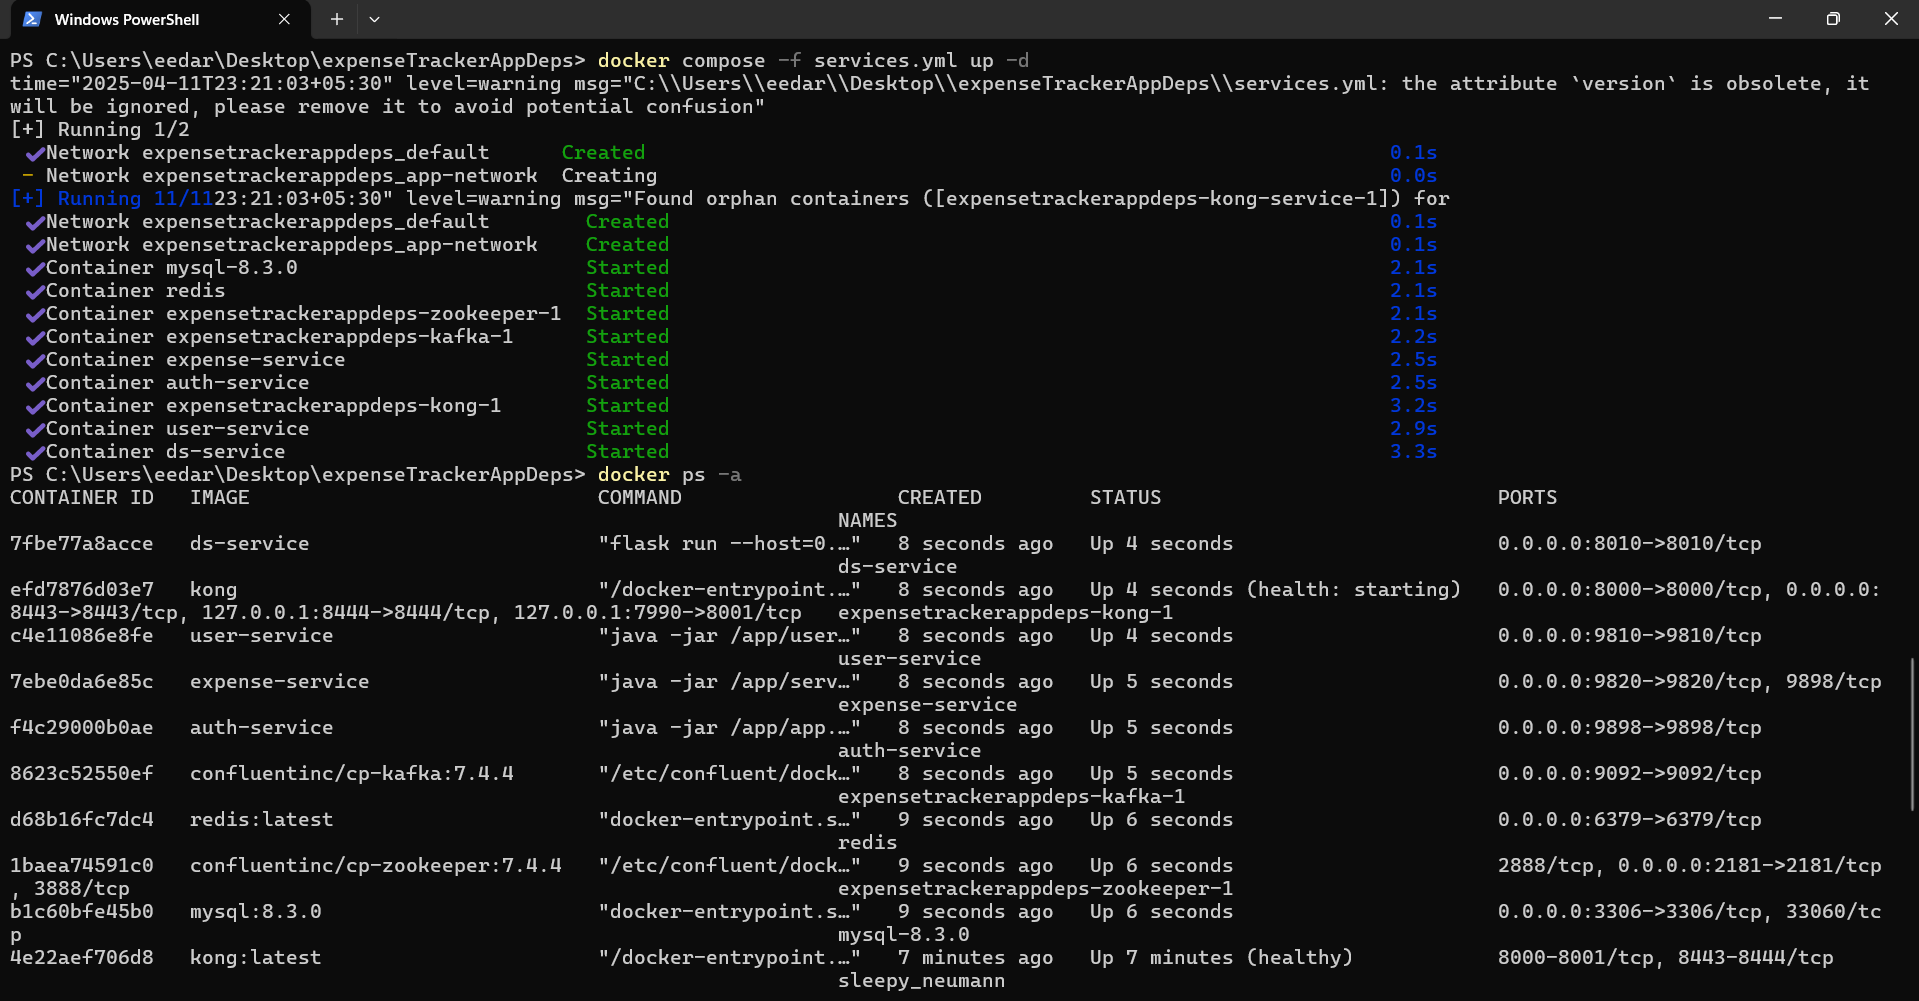 Windows PowerShell
PS C:\Users\eedar\Desktop\expenseTrackerAppDeps> docker compose -f services.yml up -d
time="2025-04-11T23:21:03+05:30" level=warning msg="C:\\Users\\eedar\\Desktop\\expenseTrackerAppDeps\\services.yml: the attribute `version` is obsolete, it
will be ignored, please remove it to avoid potential confusion"
[+] Running 1/2
✔Network expensetrackerappdeps_default Created 0.1s
- Network expensetrackerappdeps_app-network Creating 0.0s
[+] Running 11/1123:21:03+05:30" level=warning msg="Found orphan containers ([expensetrackerappdeps-kong-service-1]) for
✔Network expensetrackerappdeps_default Created 0.1s
✔Network expensetrackerappdeps_app-network Created 0.1s
✔Container mysql-8.3.0 Started 2.1s
✔Container redis Started 2.1s
✔Container expensetrackerappdeps-zookeeper-1 Started 2.1s
✔Container expensetrackerappdeps-kafka-1 Started 2.2s
✔Container expense-service Started 2.5s
✔Container auth-service Started 2.5s
✔Container expensetrackerappdeps-kong-1 Started 3.2s
✔Container user-service Started 2.9s
✔Container ds-service Started 3.3s
PS C:\Users\eedar\Desktop\expenseTrackerAppDeps> docker ps -a
CONTAINER ID IMAGE COMMAND CREATED STATUS PORTS
NAMES
7fbe77a8acce ds-service "flask run --host=0.…" 8 seconds ago Up 4 seconds 0.0.0.0:8010->8010/tcp
ds-service
efd7876d03e7 kong "/docker-entrypoint.…" 8 seconds ago Up 4 seconds (health: starting) 0.0.0.0:8000->8000/tcp, 0.0.0.0:
8443->8443/tcp, 127.0.0.1:8444->8444/tcp, 127.0.0.1:7990->8001/tcp expensetrackerappdeps-kong-1
c4e11086e8fe user-service "java -jar /app/user…" 8 seconds ago Up 4 seconds 0.0.0.0:9810->9810/tcp
user-service
7ebe0da6e85c expense-service "java -jar /app/serv…" 8 seconds ago Up 5 seconds 0.0.0.0:9820->9820/tcp, 9898/tcp
expense-service
f4c29000b0ae auth-service "java -jar /app/app.…" 8 seconds ago Up 5 seconds 0.0.0.0:9898->9898/tcp
auth-service
8623c52550ef confluentinc/cp-kafka:7.4.4 "/etc/confluent/dock…" 8 seconds ago Up 5 seconds 0.0.0.0:9092->9092/tcp
expensetrackerappdeps-kafka-1
d68b16fc7dc4 redis:latest "docker-entrypoint.s…" 9 seconds ago Up 6 seconds 0.0.0.0:6379->6379/tcp
redis
1baea74591c0 confluentinc/cp-zookeeper:7.4.4 "/etc/confluent/dock…" 9 seconds ago Up 6 seconds 2888/tcp, 0.0.0.0:2181->2181/tcp
, 3888/tcp expensetrackerappdeps-zookeeper-1
b1c60bfe45b0 mysql:8.3.0 "docker-entrypoint.s…" 9 seconds ago Up 6 seconds 0.0.0.0:3306->3306/tcp, 33060/tc
p mysql-8.3.0
4e22aef706d8 kong:latest "/docker-entrypoint.…" 7 minutes ago Up 7 minutes (healthy) 8000-8001/tcp, 8443-8444/tcp
sleepy_neumann